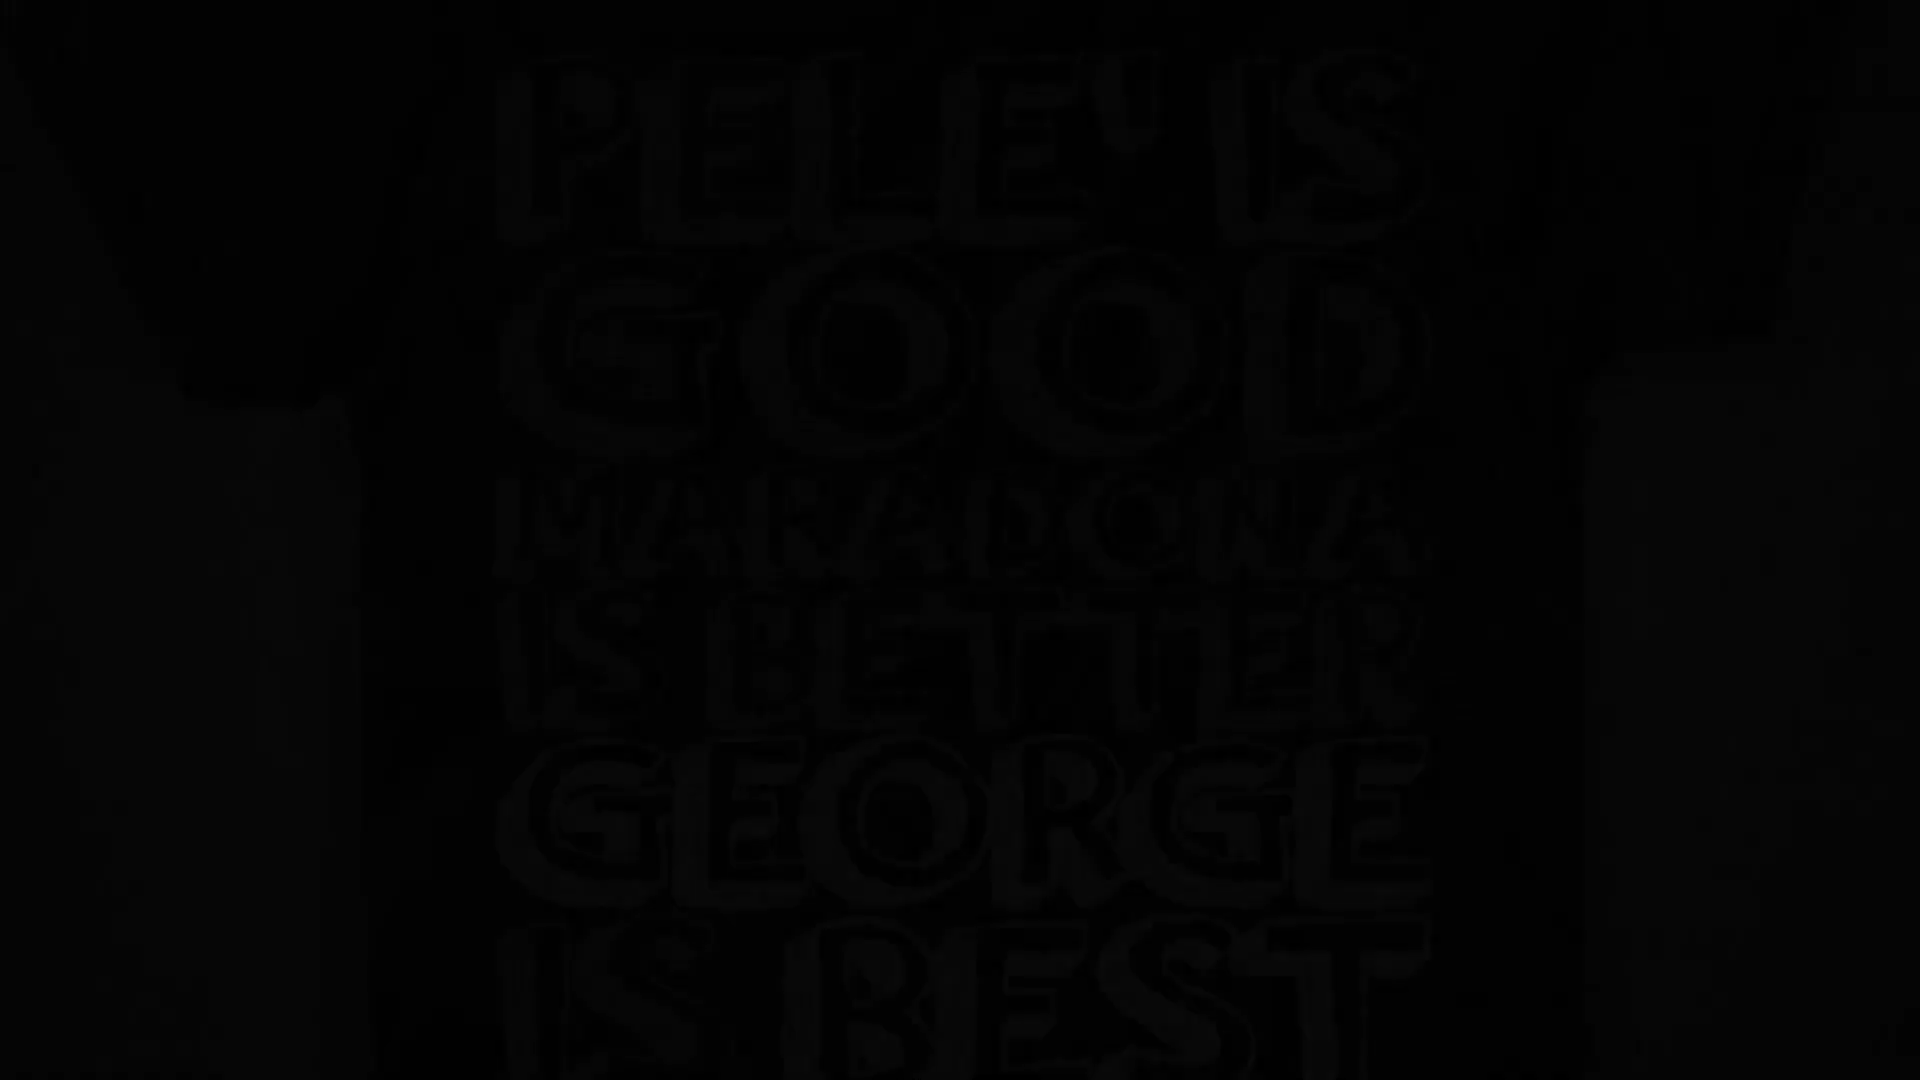 PELE' IS
GOOD
MARADONA
IS BETTER
GEORGE
IS BEST